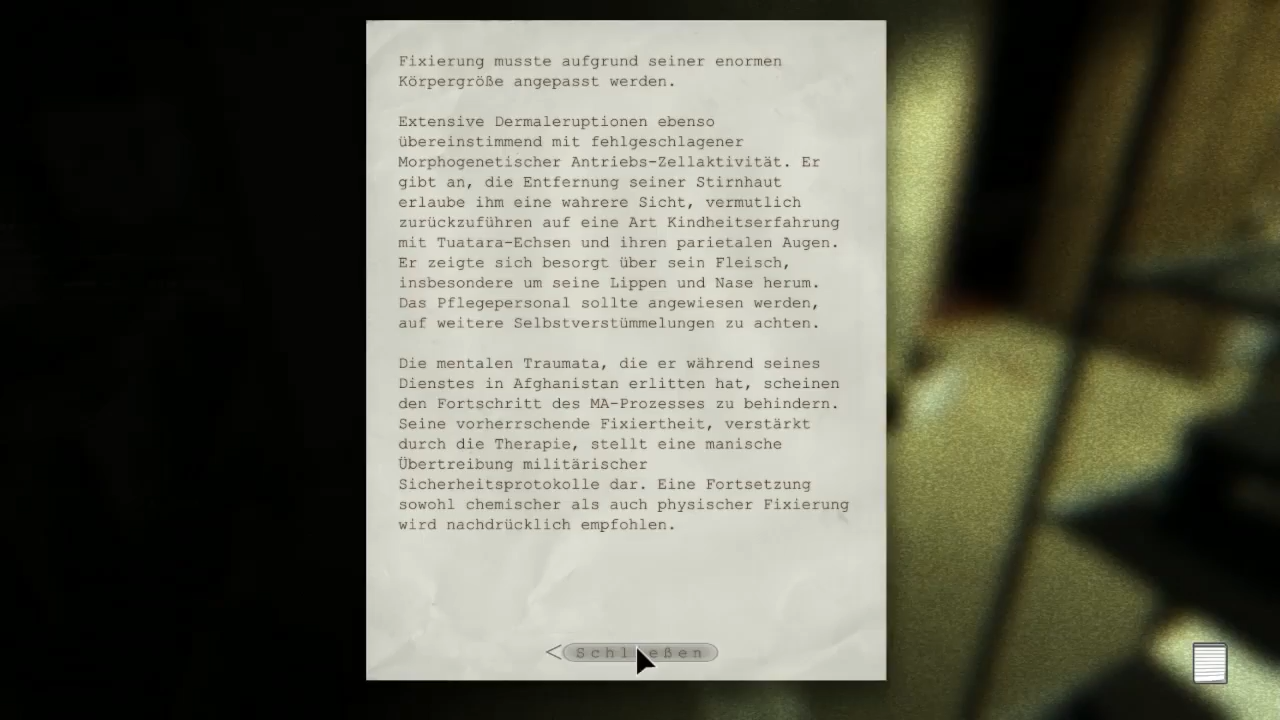 Fixierung musste aufgrund seiner enormen
Körpergröße angepasst werden.
Extensive Dermaleruptionen ebenso
übereinstimmend mit fehlgeschlagener
Morphogenetischer Antriebs-Zellaktivität. Er
gibt an, die Entfernung seiner Stirnhaut
erlaube ihm eine wahrere Sicht, vermutlich
zurückzuführen auf eine Art Kindheitserfahrung
mit Tuatara-Echsen und ihren parietalen Augen.
Er zeigte sich besorgt über sein Fleisch,
insbesondere um seine Lippen und Nase herum.
Das Pflegepersonal sollte angewiesen werden,
auf weitere Selbstverstümmelungen zu achten.
Die mentalen Traumata, die er während seines
Dienstes in Afghanistan erlitten hat, scheinen
den Fortschritt des MA-Prozesses zu behindern.
Seine vorherrschende Fixiertheit, verstärkt
durch die Therapie, stellt eine manische
Übertreibung militärischer
Sicherheitsprotokolle dar. Eine Fortsetzung
sowohl chemischer als auch physischer Fixierung
wird nachdrücklich empfohlen.
< Schließen